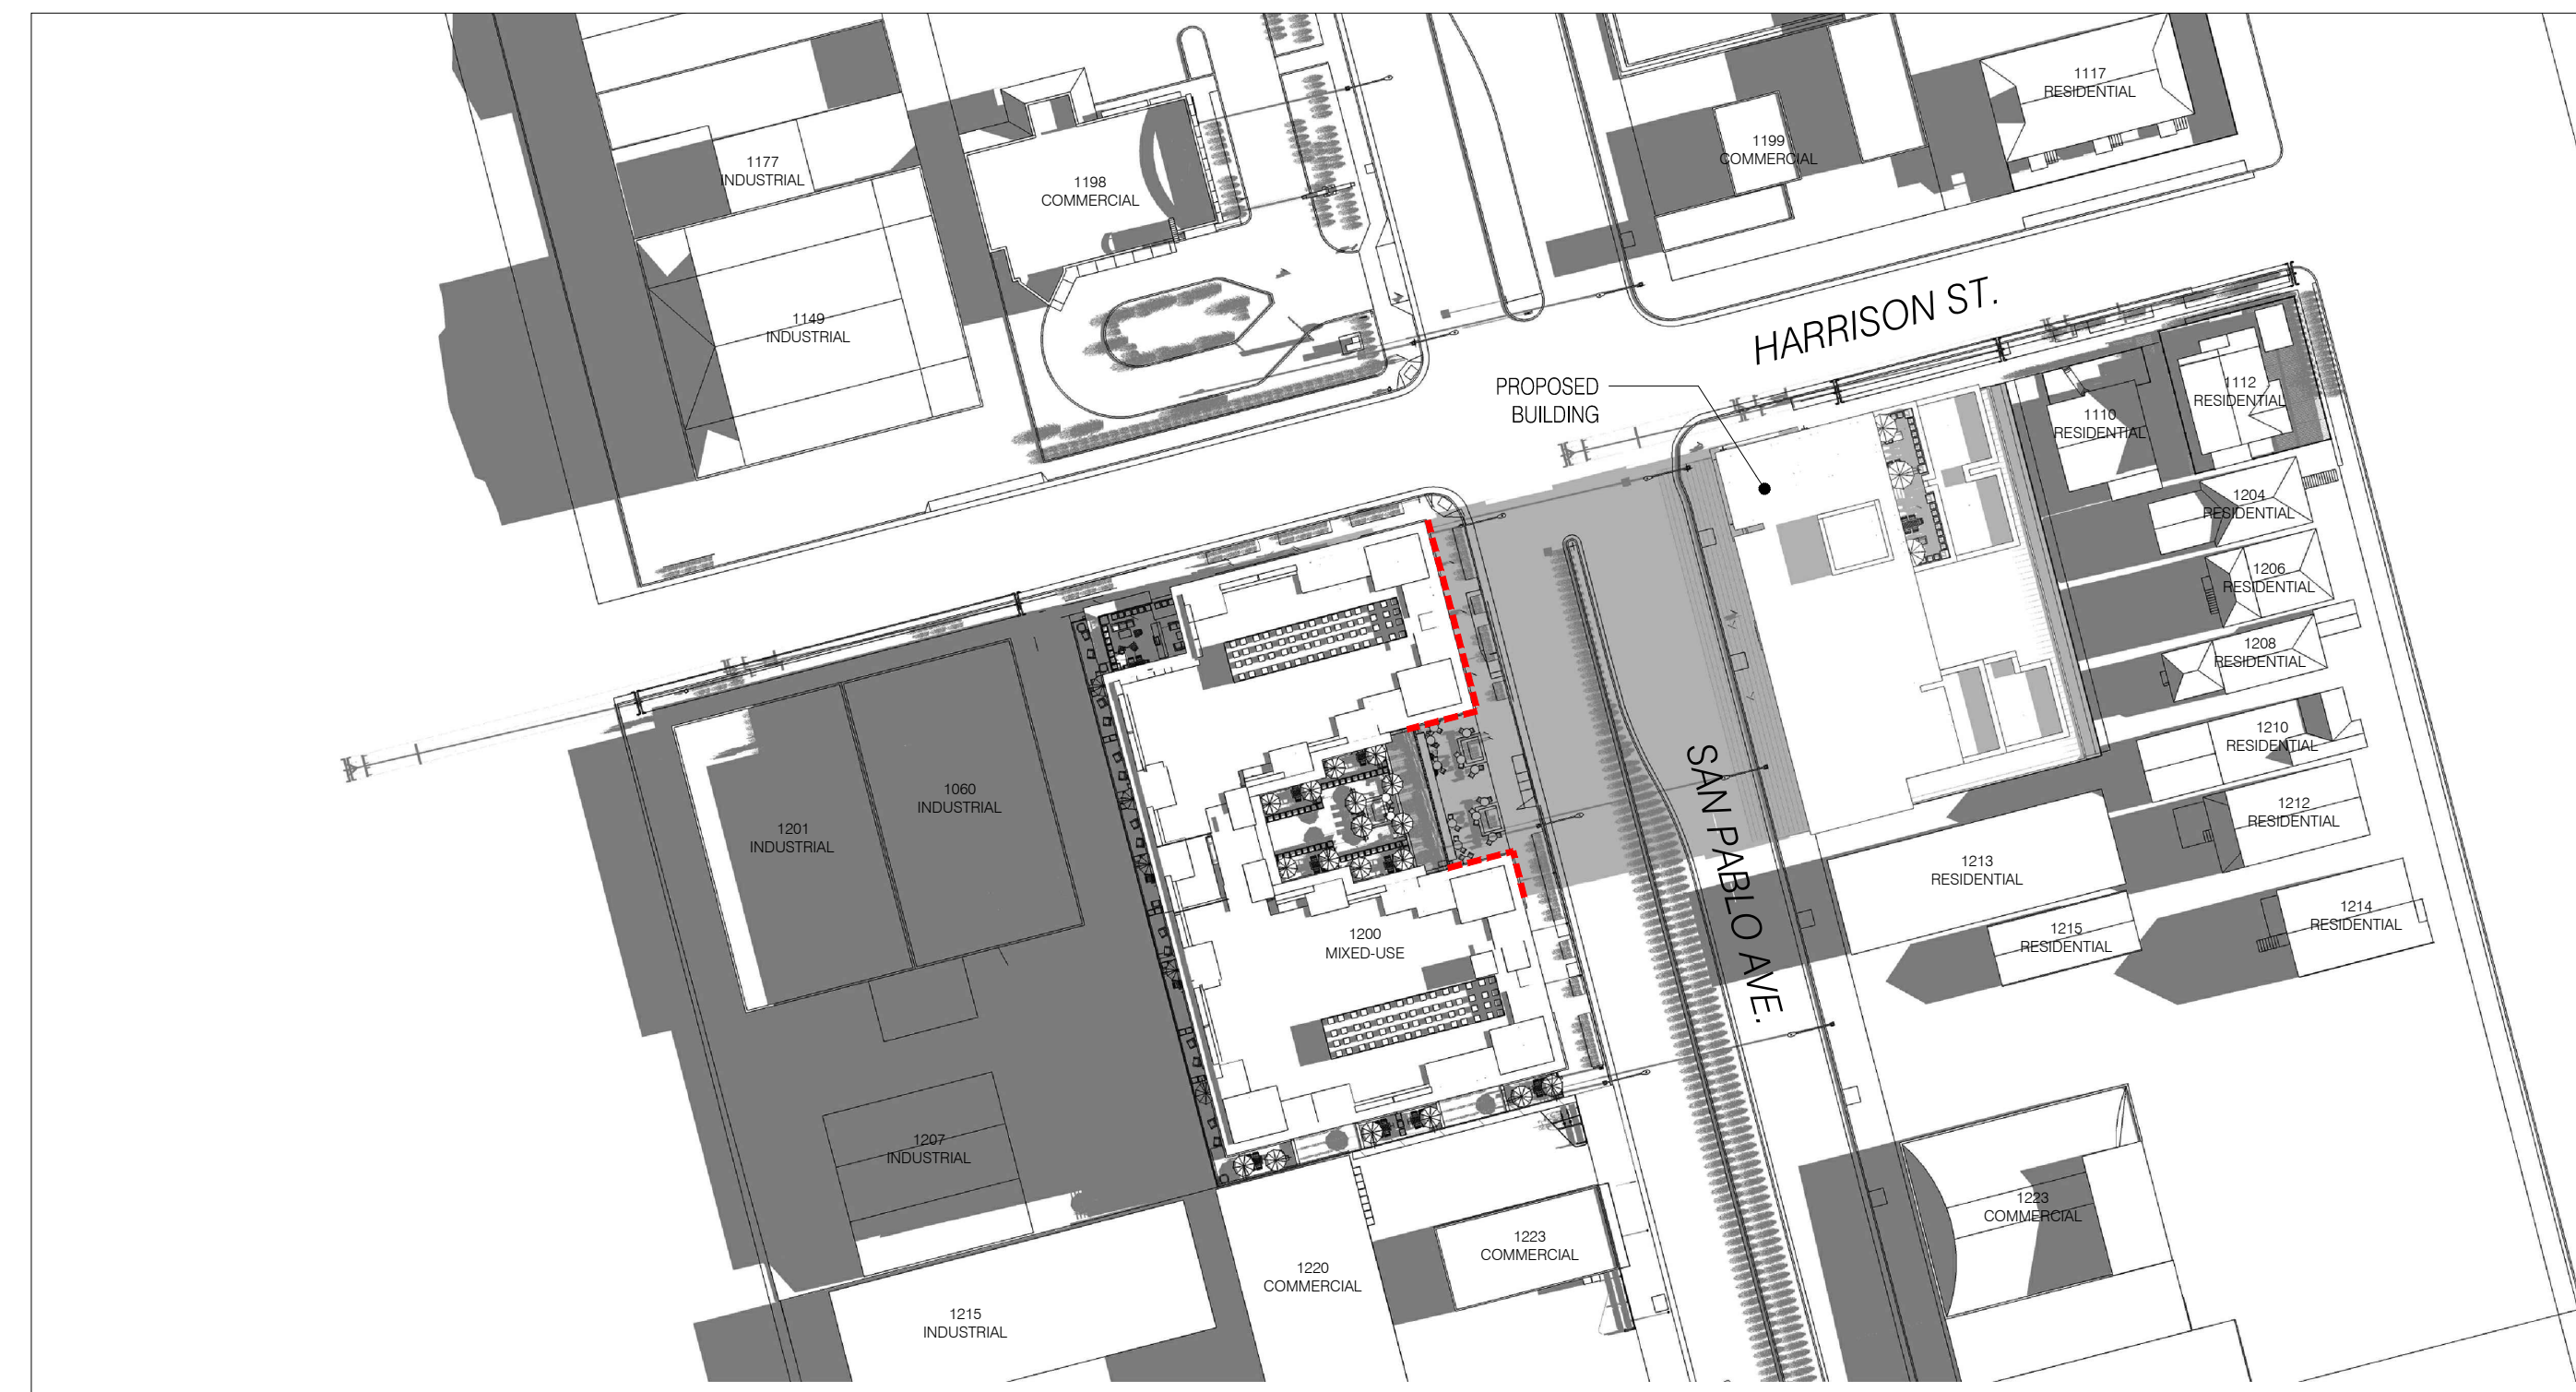 1117
RESIDENTIAL
1199
COMMERCIAL
1177
INDUSTRIAL
1198
COMMERCIAL
1149
INDUSTRIAL
HARRISON ST.
PROPOSED
BUILDING
1112
RESIDENTIAL
1110
RESIDENTIAL
1204
RESIDENTIAL
1206
RESIDENTIAL
1208
RESIDENTIAL
1210
RESIDENTIAL
1212
RESIDENTIAL
1060
INDUSTRIAL
1201
INDUSTRIAL
SAN PABLO AVE.
1213
RESIDENTIAL
1214
RESIDENTIAL
1215
RESIDENTIAL
1200
MIXED-USE
1207
INDUSTRIAL
1223
COMMERCIAL
1223
COMMERCIAL
1220
COMMERCIAL
1215
INDUSTRIAL